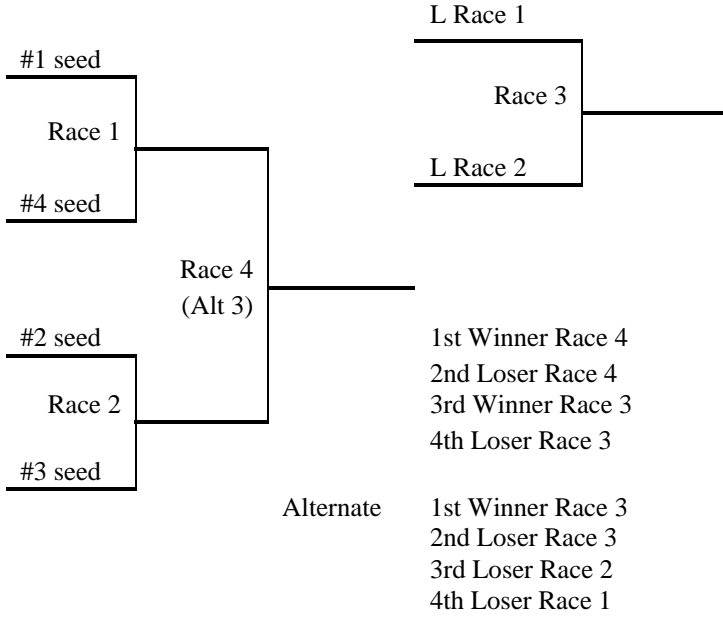 L Race 1
#1 seed
Race 3
Race 1
L Race 2
#4 seed
Race 4
(Alt 3)
#2 seed
1st Winner Race 4
2nd Loser Race 4
Race 2
3rd Winner Race 3
4th Loser Race 3
#3 seed
Alternate 1st Winner Race 3
2nd Loser Race 3
3rd Loser Race 2
4th Loser Race 1